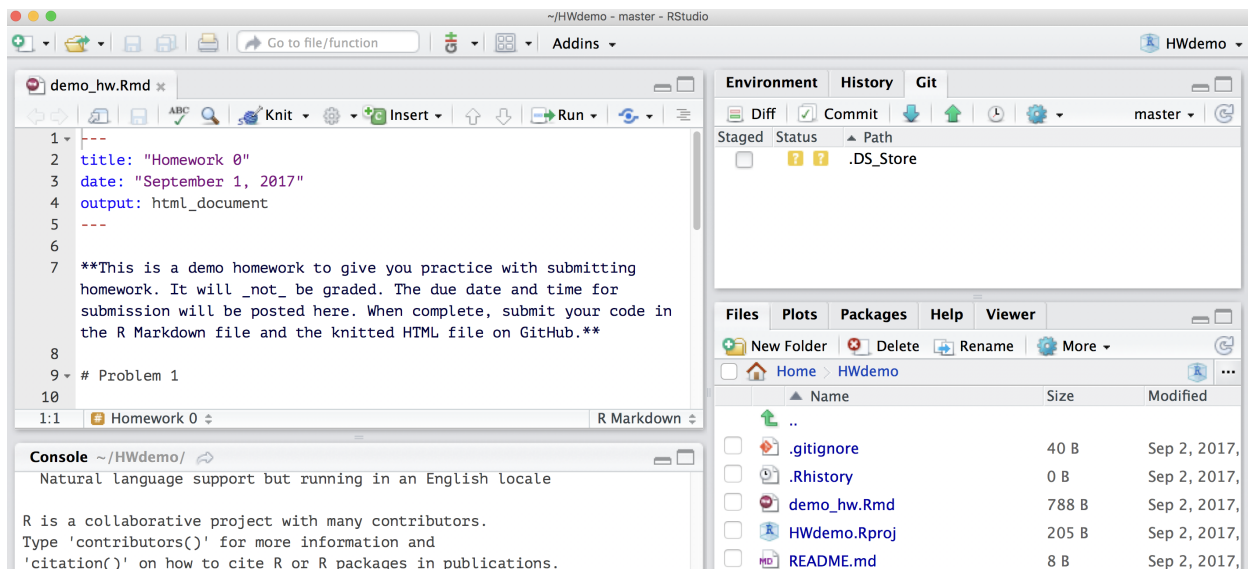 ~/HWdemo - master - RStudio
Go to file/function
Addins
HWdemo
demo_hw.Rmd
ABC
Knit
Insert
Run
1 ---
2 title: "Homework 0"
3 date: "September 1, 2017"
4 output: html_document
5 ---
6
7 **This is a demo homework to give you practice with submitting
homework. It will _not_ be graded. The due date and time for
submission will be posted here. When complete, submit your code in
the R Markdown file and the knitted HTML file on GitHub.**
8
9 # Problem 1
10
1:1 # Homework 0 R Markdown
Console ~/HWdemo/
Natural language support but running in an English locale
R is a collaborative project with many contributors.
Type 'contributors()' for more information and
'citation()' on how to cite R or R packages in publications.
Environment History Git
Diff Commit master
Staged Status Path
? ? .DS_Store
Files Plots Packages Help Viewer
New Folder Delete Rename More
Home HWdemo R ...
Name Size Modified
..
.gitignore 40 B Sep 2, 2017,
.Rhistory 0 B Sep 2, 2017,
demo_hw.Rmd 788 B Sep 2, 2017,
R HWdemo.Rproj 205 B Sep 2, 2017,
MD README.md 8 B Sep 2, 2017,